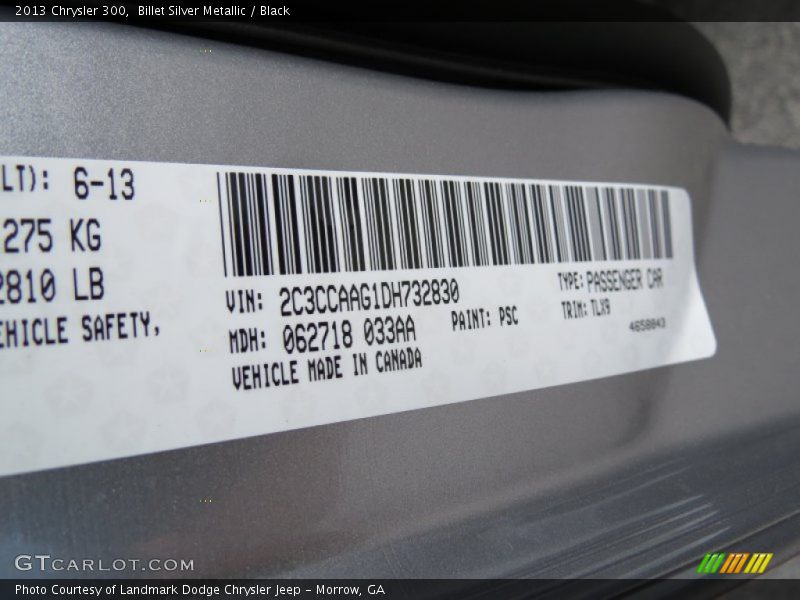 2013 Chrysler 300,  Billet Silver Metallic / Black
LT): 6-13
275 KG
2810 LB
EHICLE SAFETY,
VIN: 2C3CCAAG1DH732830
TYPE: PASSENGER CAR
MDH: 062718 033AA
PAINT: PSC
TRIM: TLX9
VEHICLE MADE IN CANADA
4658043
GTCARLOT.COM
Photo Courtesy of Landmark Dodge Chrysler Jeep - Morrow, GA